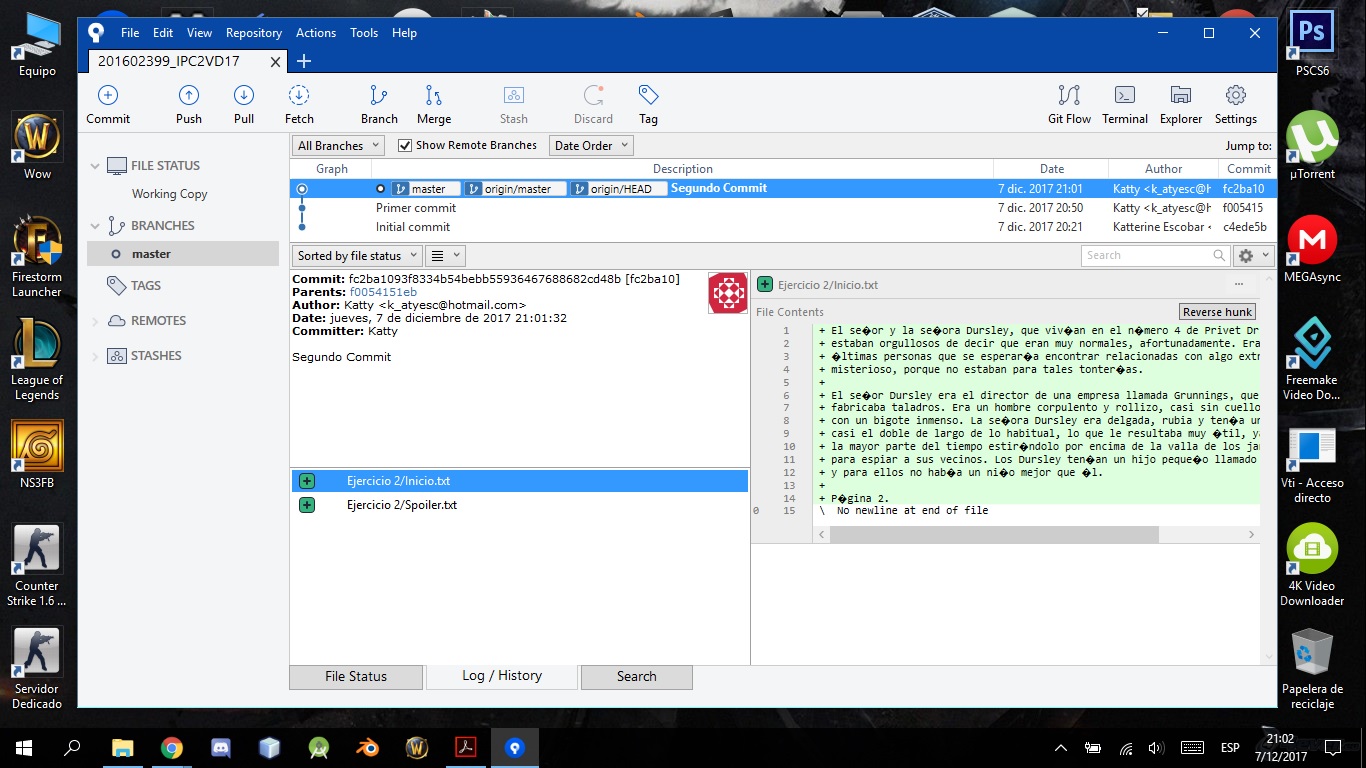 File Edit View Repository Actions Tools Help
201602399_IPC2VD17
Commit Push Pull Fetch Branch Merge Stash Discard Tag Git Flow Terminal Explorer Settings
FILE STATUS
Working Copy
BRANCHES
master
TAGS
REMOTES
STASHES
All Branches Show Remote Branches Date Order Jump to:
Graph Description Date Author Commit
master origin/master origin/HEAD Segundo Commit 7 dic. 2017 21:01 Katty <k_atyesc@h fc2ba10
Primer commit 7 dic. 2017 20:50 Katty <k_atyesc@h f005415
Initial commit 7 dic. 2017 20:21 Katterine Escobar < c4ede5b
Sorted by file status Search
Commit: fc2ba1093f8334b54bebb55936467688682cd48b [fc2ba10]
Parents: f0054151eb
Author: Katty <k_atyesc@hotmail.com>
Date: jueves, 7 de diciembre de 2017 21:01:32
Committer: Katty
Segundo Commit
Ejercicio 2/Inicio.txt
Ejercicio 2/Spoiler.txt
Ejercicio 2/Inicio.txt
File Contents Reverse hunk
1 + El se�or y la se�ora Dursley, que viv�an en el n�mero 4 de Privet Dr
2 + estaban orgullosos de decir que eran muy normales, afortunadamente. Era
3 + �ltimas personas que se esperar�a encontrar relacionadas con algo extr
4 + misterioso, porque no estaban para tales tonter�as.
5 +
6 + El se�or Dursley era el director de una empresa llamada Grunnings, que
7 + fabricaba taladros. Era un hombre corpulento y rollizo, casi sin cuello
8 + con un bigote inmenso. La se�ora Dursley era delgada, rubia y ten�a un
9 + casi el doble de largo de lo habitual, lo que le resultaba muy �til, ya
10 + la mayor parte del tiempo estir�ndolo por encima de la valla de los jar
11 + para espiar a sus vecinos. Los Dursley ten�an un hijo peque�o llamado
12 + y para ellos no hab�a un ni�o mejor que �l.
13 +
14 + P�gina 2.
0 15 \ No newline at end of file
File Status Log / History Search
Equipo
Wow
Firestorm
Launcher
League of
Legends
NS3FB
Counter
Strike 1.6 ...
Servidor
Dedicado
Ps
PSCS6
µTorrent
MEGAsync
Freemake
Video Do...
Vti - Acceso
directo
4K Video
Downloader
Papelera de
reciclaje
ESP
21:02
7/12/2017